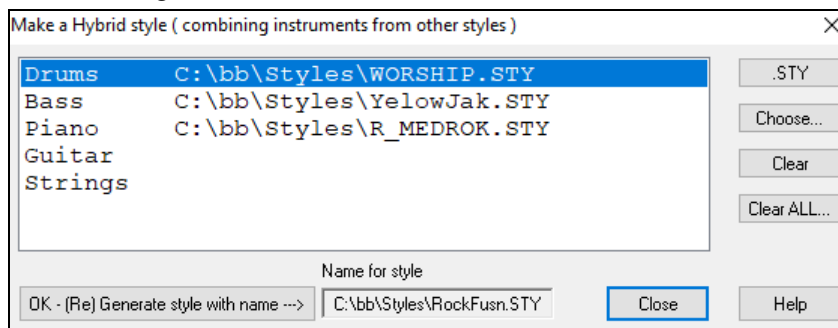 Make a Hybrid style ( combining instruments from other styles )
Drums C:\bb\Styles\WORSHIP.STY
Bass C:\bb\Styles\YelowJak.STY
Piano C:\bb\Styles\R_MEDROK.STY
Guitar
Strings
.STY
Choose...
Clear
Clear ALL...
Name for style
OK - (Re) Generate style with name ---> C:\bb\Styles\RockFusn.STY Close Help